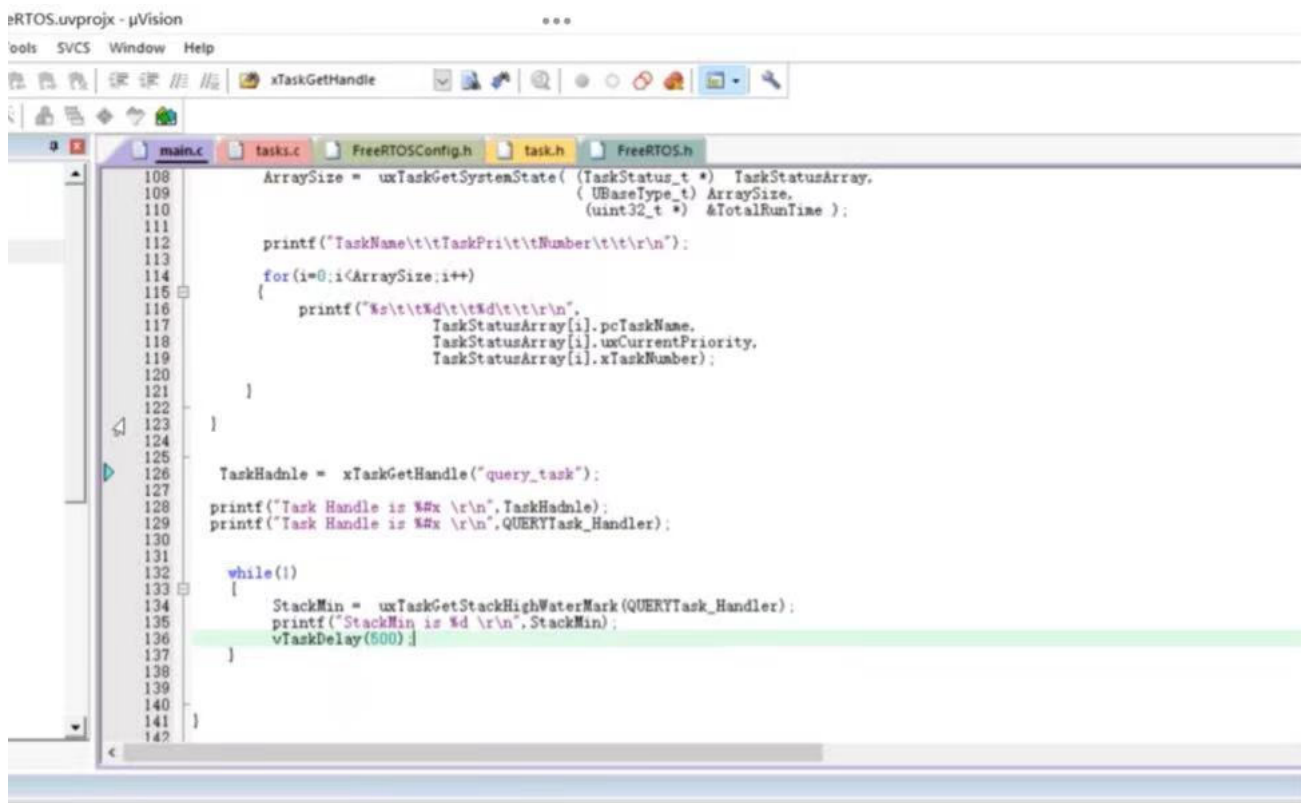 eRTOS.uvprojx - µVision
ools SVCS Window Help
xTaskGetHandle
main.c tasks.c FreeRTOSConfig.h task.h FreeRTOS.h
108 ArraySize = uxTaskGetSystemState( (TaskStatus_t *) TaskStatusArray,
109 ( UBaseType_t) ArraySize,
110 (uint32_t *) &TotalRunTime );
111
112 printf("TaskName\t\tTaskPri\t\tNumber\t\t\r\n");
113
114 for(i=0;i<ArraySize;i++)
115 {
116 printf("%s\t\t%d\t\t%d\t\t\r\n",
117 TaskStatusArray[i].pcTaskName,
118 TaskStatusArray[i].uxCurrentPriority,
119 TaskStatusArray[i].xTaskNumber);
120
121 }
122
123 }
124
125
126 TaskHadnle = xTaskGetHandle("query_task");
127
128 printf("Task Handle is %#x \r\n",TaskHadnle);
129 printf("Task Handle is %#x \r\n",QUERYTask_Handler);
130
131
132 while(1)
133 {
134 StackMin = uxTaskGetStackHighWaterMark(QUERYTask_Handler);
135 printf("StackMin is %d \r\n",StackMin);
136 vTaskDelay(500);
137 }
138
139
140
141 }
142